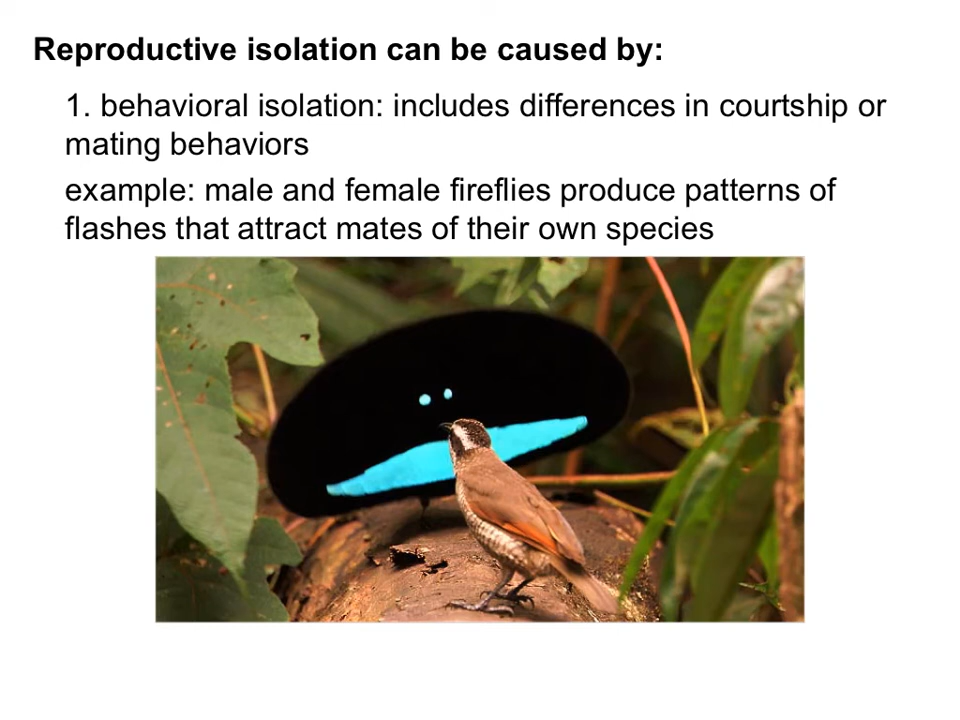 Reproductive isolation can be caused by:
1. behavioral isolation: includes differences in courtship or
mating behaviors
example: male and female fireflies produce patterns of
flashes that attract mates of their own species